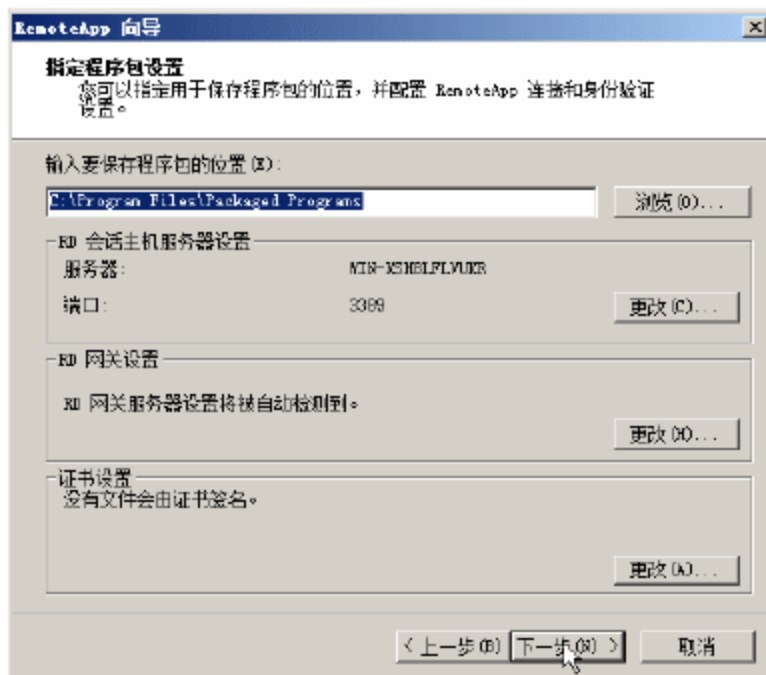 RemoteApp 向导
指定程序包设置
您可以指定用于保存程序包的位置，并配置 RemoteApp 连接和身份验证
设置。
输入要保存程序包的位置(E):
C:\Program Files\Packaged Programs
浏览(O)...
RD 会话主机服务器设置
服务器:
端口:
3389
更改(C)...
RD 网关设置
RD 网关服务器设置将被自动检测到。
更改(H)...
证书设置
没有文件会由证书签名。
更改(A)...
< 上一步(B)
下一步(N) >
取消